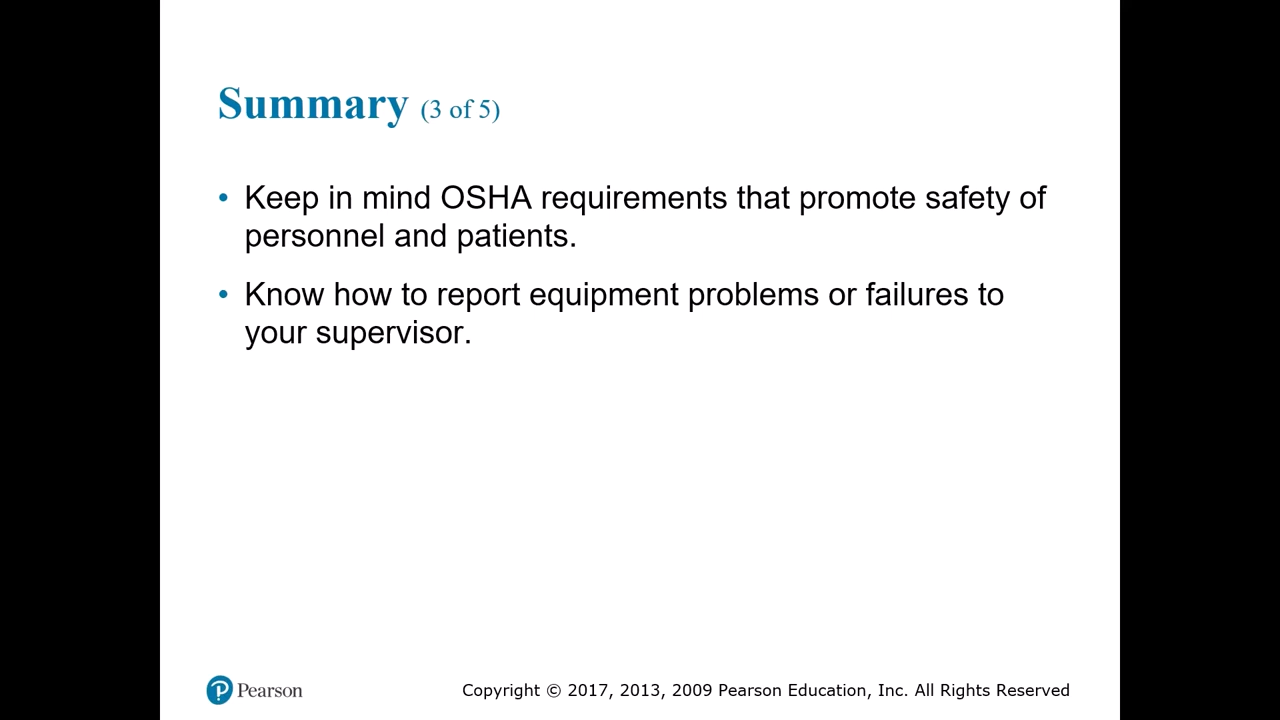 Summary (3 of 5)
• Keep in mind OSHA requirements that promote safety of
personnel and patients.
• Know how to report equipment problems or failures to
your supervisor.
P Pearson
Copyright © 2017, 2013, 2009 Pearson Education, Inc. All Rights Reserved